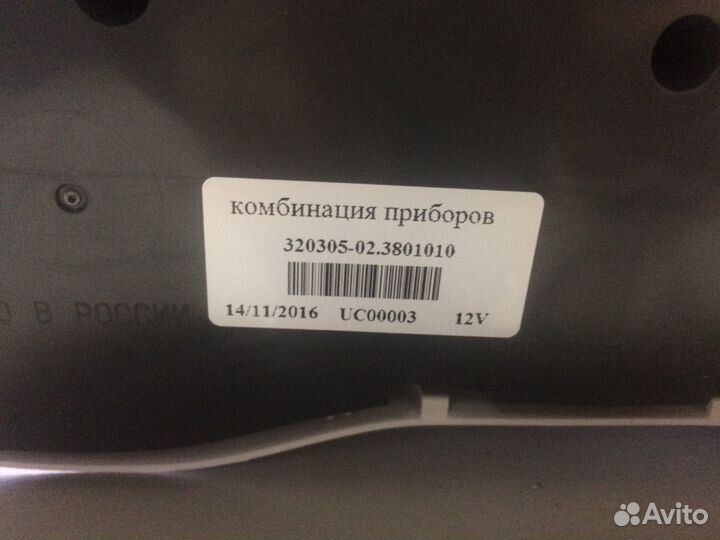 комбинация приборов
320305-02.3801010
14/11/2016 UC00003 12V
О В РОССИИ
Avito